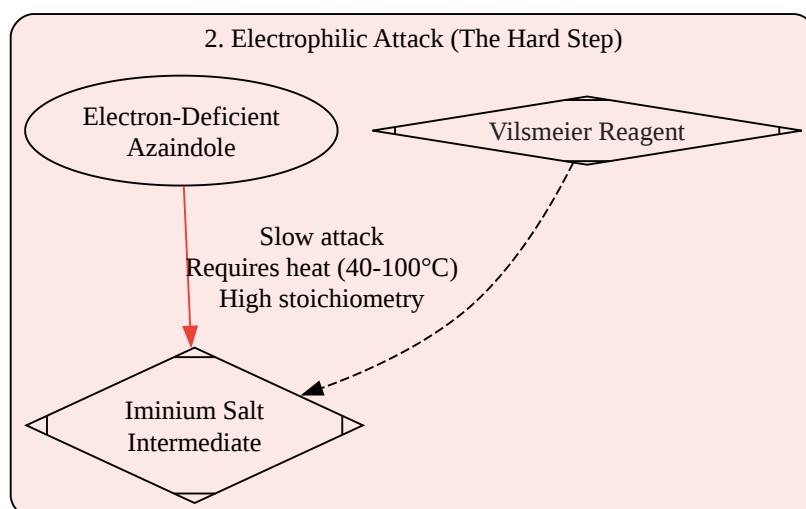 2. Electrophilic Attack (The Hard Step)
Electron-Deficient
Azaindole
Vilsmeier Reagent
Slow attack
Requires heat (40-100°C)
High stoichiometry
Iminium Salt
Intermediate